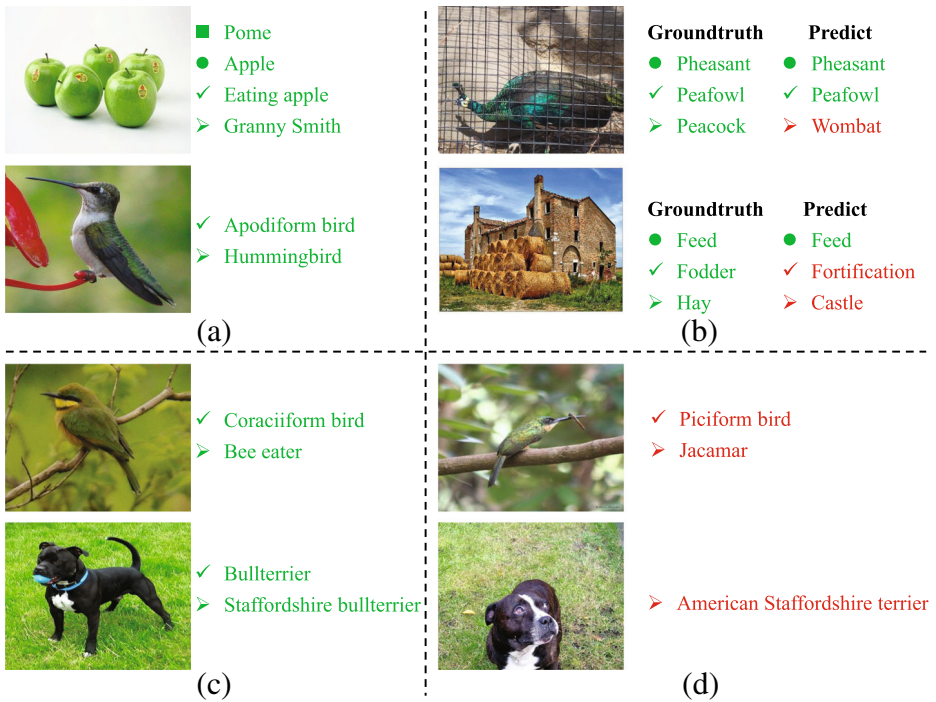 Pome
Apple
Eating apple
Granny Smith
Apodiform bird
Hummingbird
(a)
Groundtruth Predict
Pheasant Pheasant
Peafowl Peafowl
Peacock Wombat
Groundtruth Predict
Feed Feed
Fodder Fortification
Hay Castle
(b)
Coraciiform bird
Bee eater
Bullterrier
Staffordshire bullterrier
(c)
Piciform bird
Jacamar
American Staffordshire terrier
(d)